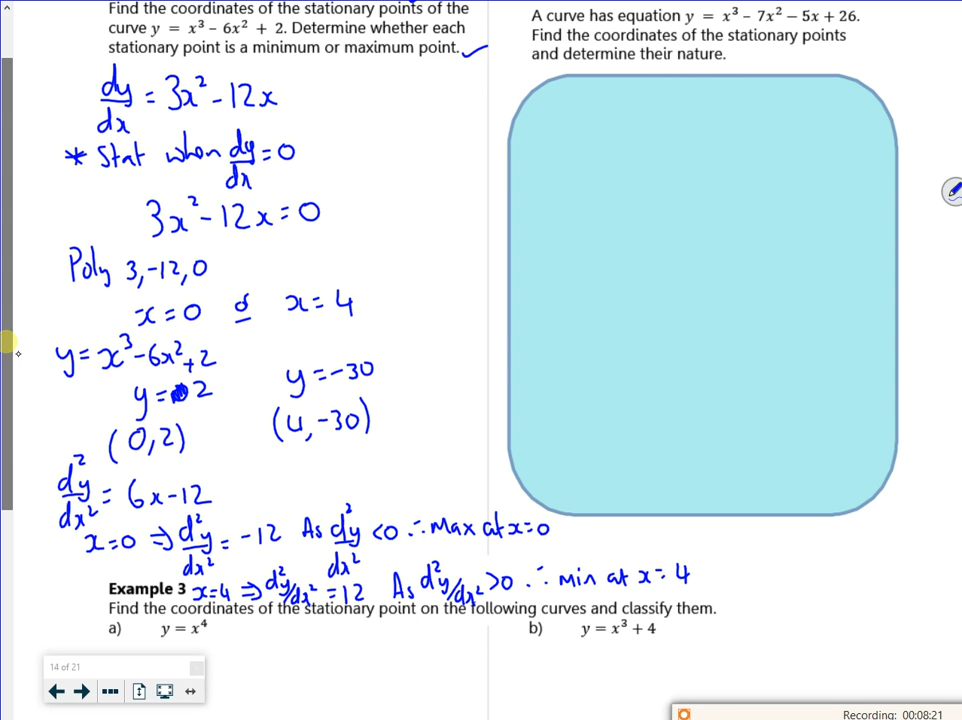 Find the coordinates of the stationary points of the
curve y = x³ − 6x² + 2. Determine whether each
stationary point is a minimum or maximum point.
dy/dx = 3x² - 12x
* Stat when dy/dx = 0
3x² - 12x = 0
Poly 3, -12, 0
x = 0 or x = 4
y = x³ - 6x² + 2
y = 2 y = -30
(0, 2) (4, -30)
d²y/dx² = 6x - 12
x=0 ⇒ d²y/dx² = -12 As d²y/dx² <0 ∴ Max at x=0
x=4 ⇒ d²y/dx² = 12 As d²y/dx² >0 ∴ min at x=4
A curve has equation y = x³ − 7x² − 5x + 26.
Find the coordinates of the stationary points
and determine their nature.
Example 3
Find the coordinates of the stationary point on the following curves and classify them.
a) y = x⁴ b) y = x³ + 4
14 of 21
Recording: 00:08:21